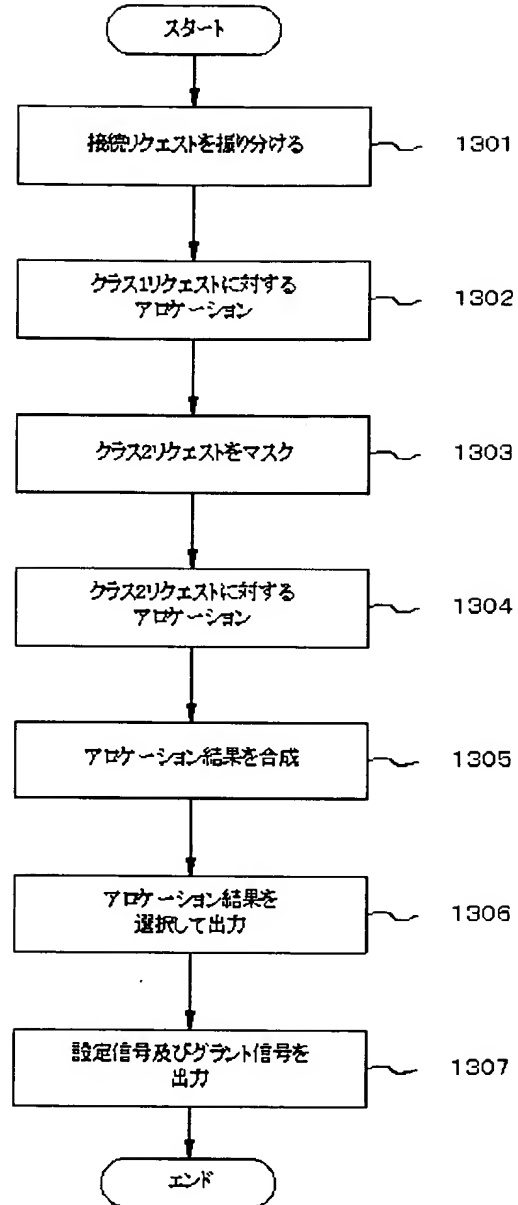 スタート
接続リクエストを振り分ける
1301
クラス1リクエストに対する
アロケーション
1302
クラス2リクエストをマスク
1303
クラス2リクエストに対する
アロケーション
1304
アロケーション結果を合成
1305
アロケーション結果を
選択して出力
1306
設定信号及びグラント信号を
出力
1307
エンド